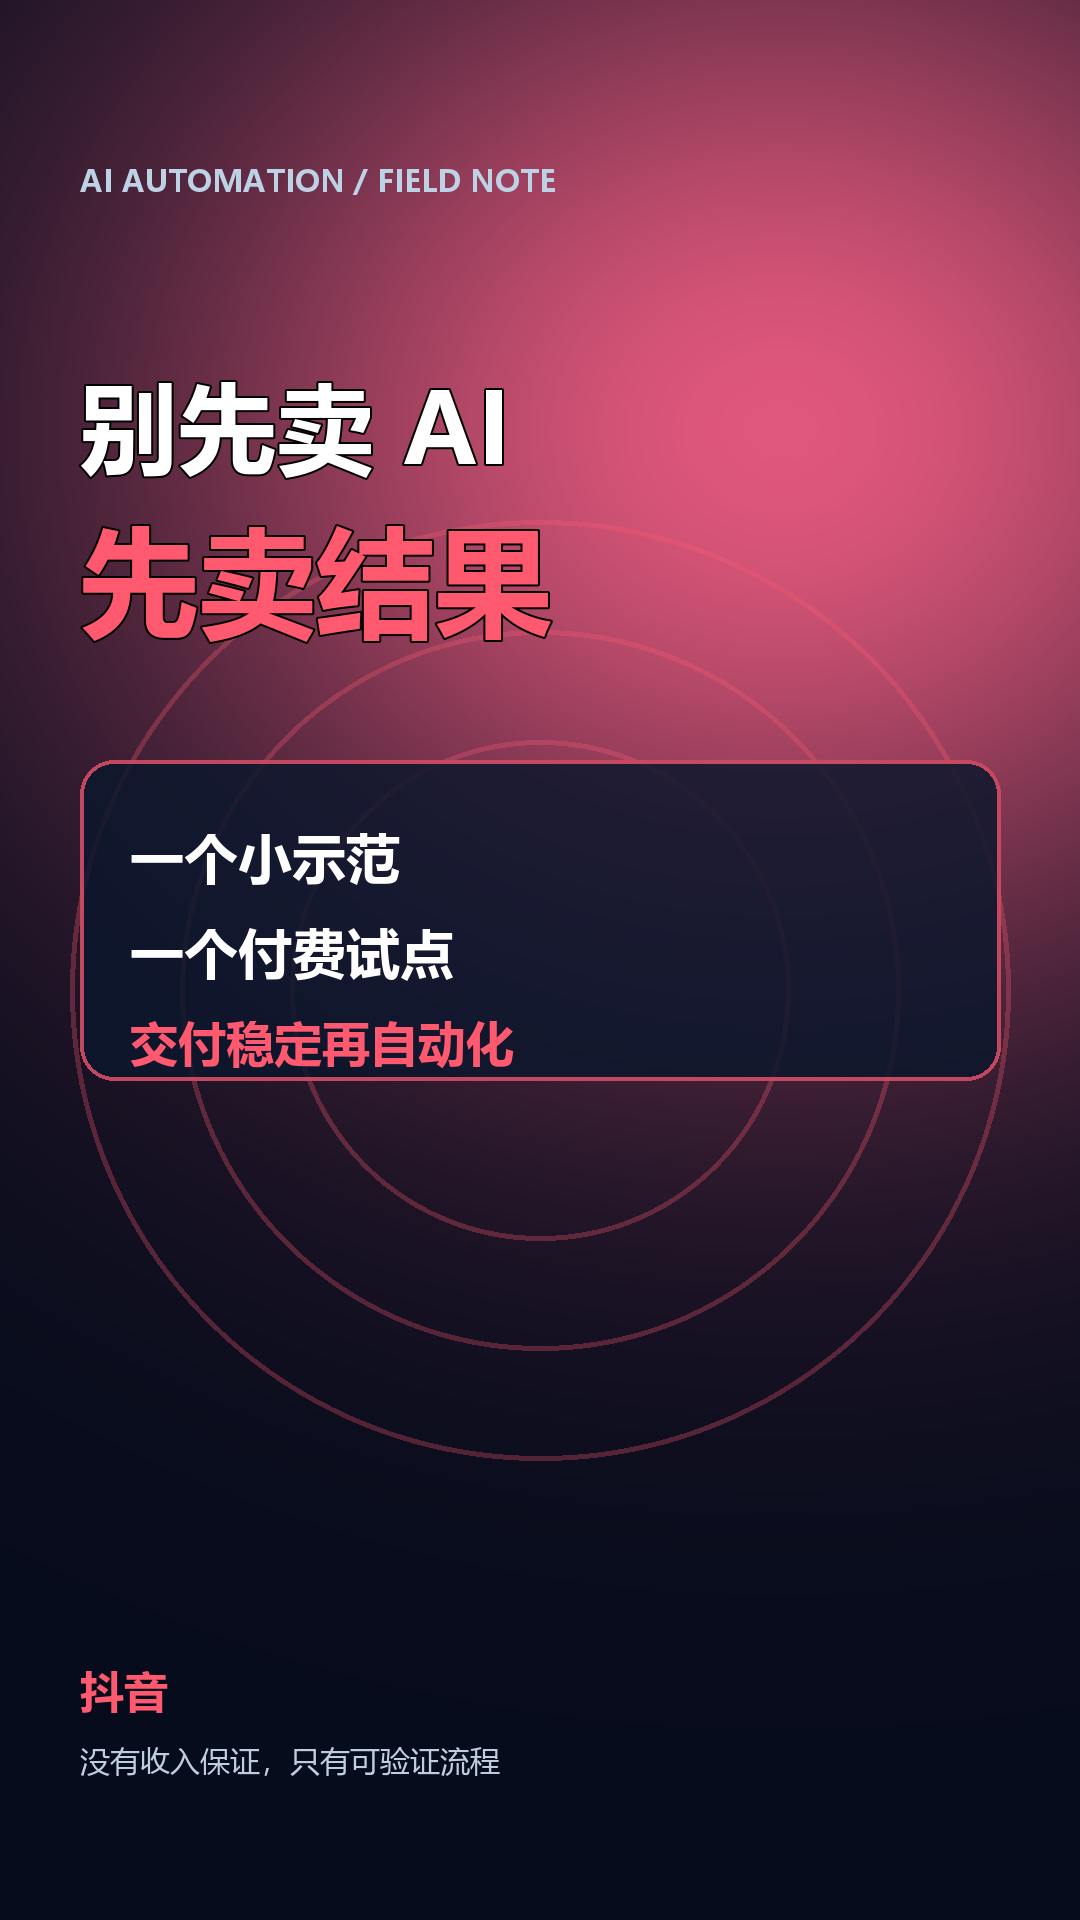 AI AUTOMATION / FIELD NOTE
别先卖 AI
先卖结果
一个小示范
一个付费试点
交付稳定再自动化
抖音
没有收入保证，只有可验证流程